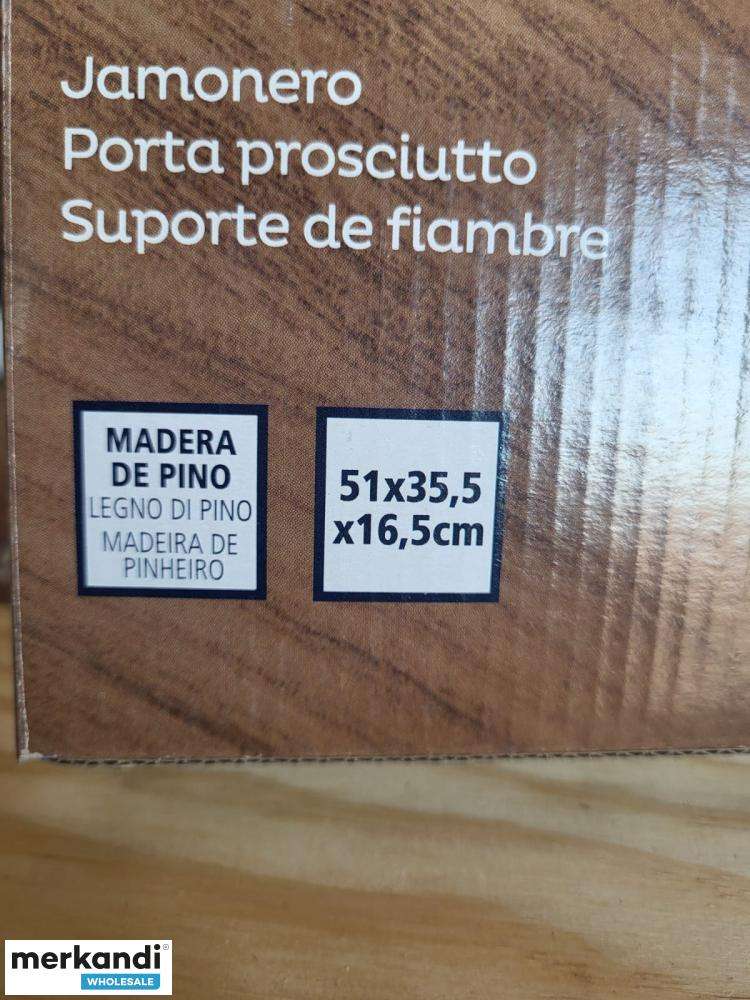 Jamonero
Porta prosciutto
Suporte de fiambre
MADERA
DE PINO
LEGNO DI PINO
MADEIRA DE
PINHEIRO
51x35,5
x16,5cm
merkandi®
WHOLESALE